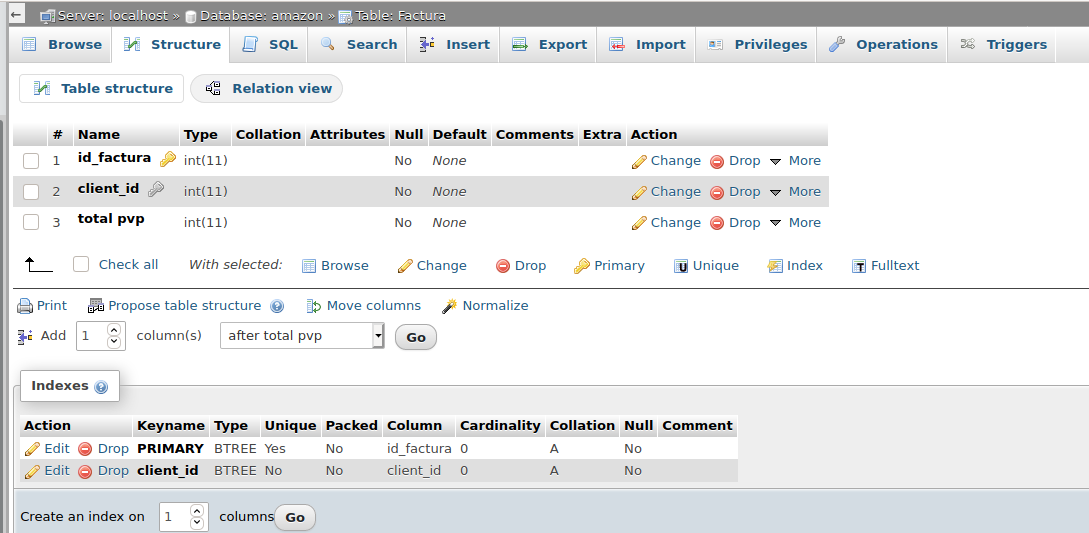 Server: localhost » Database: amazon » Table: Factura
Browse Structure SQL Search Insert Export Import Privileges Operations Triggers
Table structure Relation view
# Name Type Collation Attributes Null Default Comments Extra Action
1 id_factura int(11) No None Change Drop More
2 client_id int(11) No None Change Drop More
3 total pvp int(11) No None Change Drop More
Check all With selected: Browse Change Drop Primary Unique Index Fulltext
Print Propose table structure Move columns Normalize
Add 1 column(s) after total pvp Go
Indexes
Action Keyname Type Unique Packed Column Cardinality Collation Null Comment
Edit Drop PRIMARY BTREE Yes No id_factura 0 A No
Edit Drop client_id BTREE No No client_id 0 A No
Create an index on 1 columns Go